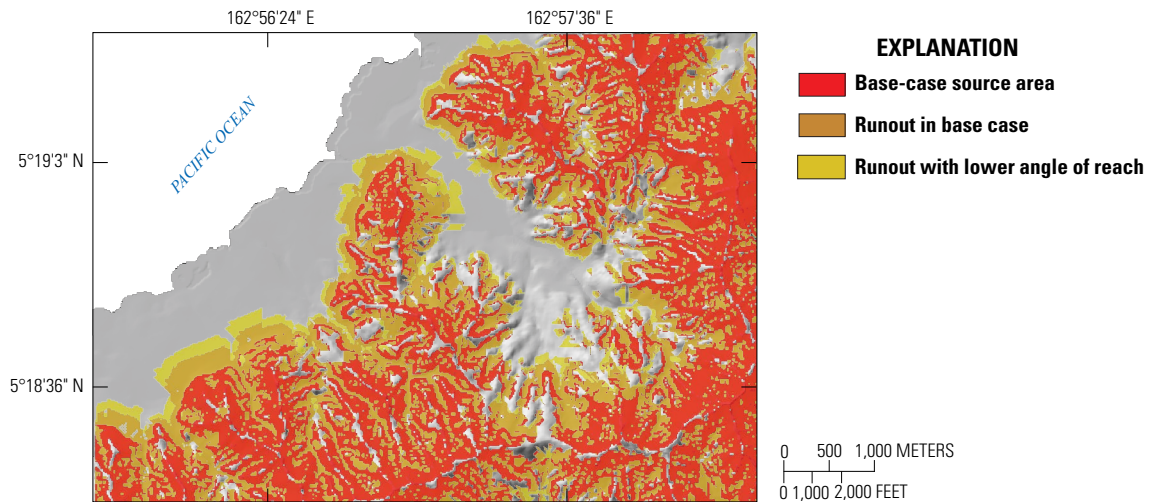 162°56'24" E
162°57'36" E
EXPLANATION
Base-case source area
Runout in base case
Runout with lower angle of reach
PACIFIC OCEAN
5°19'3" N
5°18'36" N
0 500 1,000 METERS
0 1,000 2,000 FEET